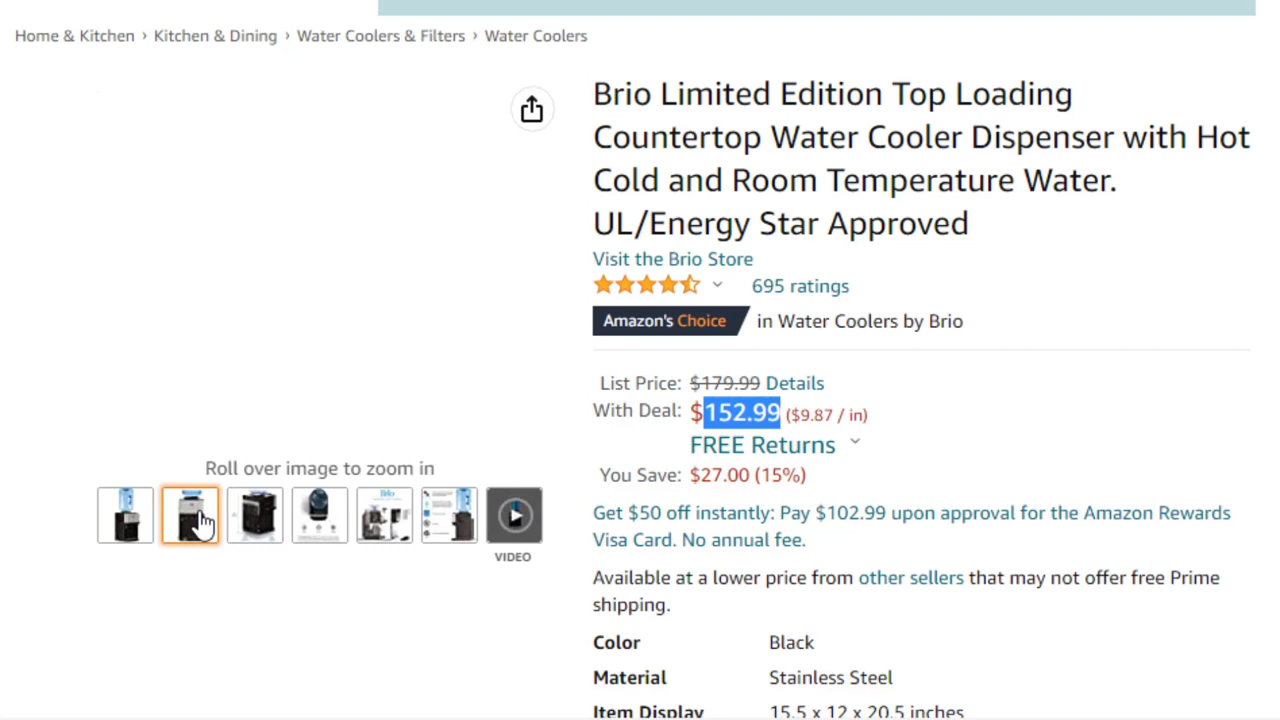 Home & Kitchen › Kitchen & Dining › Water Coolers & Filters › Water Coolers
Brio Limited Edition Top Loading
Countertop Water Cooler Dispenser with Hot
Cold and Room Temperature Water.
UL/Energy Star Approved
Visit the Brio Store
695 ratings
Amazon's Choice in Water Coolers by Brio
List Price: $179.99 Details
With Deal: $152.99 ($9.87 / in)
FREE Returns
You Save: $27.00 (15%)
Get $50 off instantly: Pay $102.99 upon approval for the Amazon Rewards
Visa Card. No annual fee.
Available at a lower price from other sellers that may not offer free Prime
shipping.
Color Black
Material Stainless Steel
Item Display 15.5 x 12 x 20.5 inches
Roll over image to zoom in
Brio
VIDEO